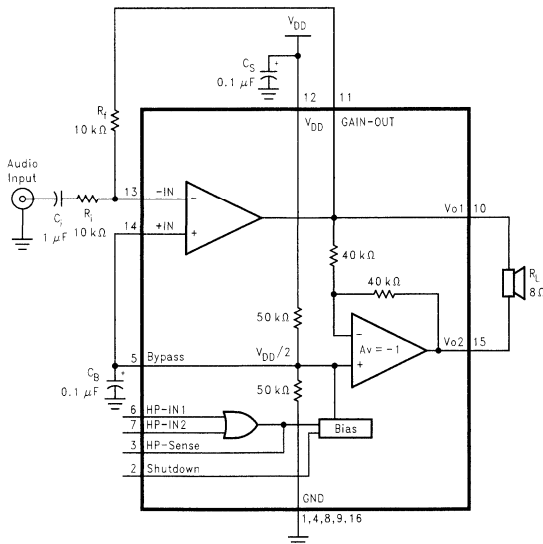 VDD
CS
0.1 μF
12
11
VDD
GAIN-OUT
Rf
10 kΩ
Audio
Input
Ci
1 μF
Ri
10 kΩ
13
-IN
-
14
+IN
+
Vo1
10
40 kΩ
40 kΩ
RL
8Ω
50 kΩ
-
Av = -1
+
Vo2
15
5
Bypass
VDD/2
CB
0.1 μF
50 kΩ
6
HP-IN1
7
HP-IN2
Bias
3
HP-Sense
2
Shutdown
GND
1,4,8,9,16